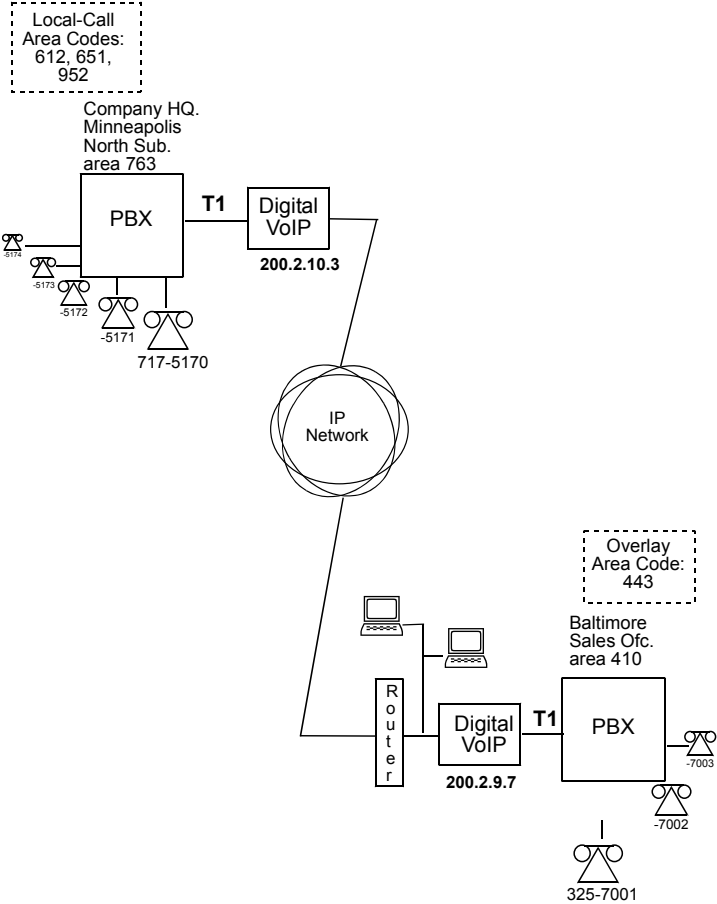 Local-Call
Area Codes:
612, 651,
952
Company HQ.
Minneapolis
North Sub.
area 763
PBX
T1
Digital
VoIP
200.2.10.3
-5174
-5173
-5172
-5171
717-5170
IP
Network
Overlay
Area Code:
443
Baltimore
Sales Ofc.
area 410
Router
Digital
VoIP
T1
PBX
200.2.9.7
-7003
-7002
325-7001